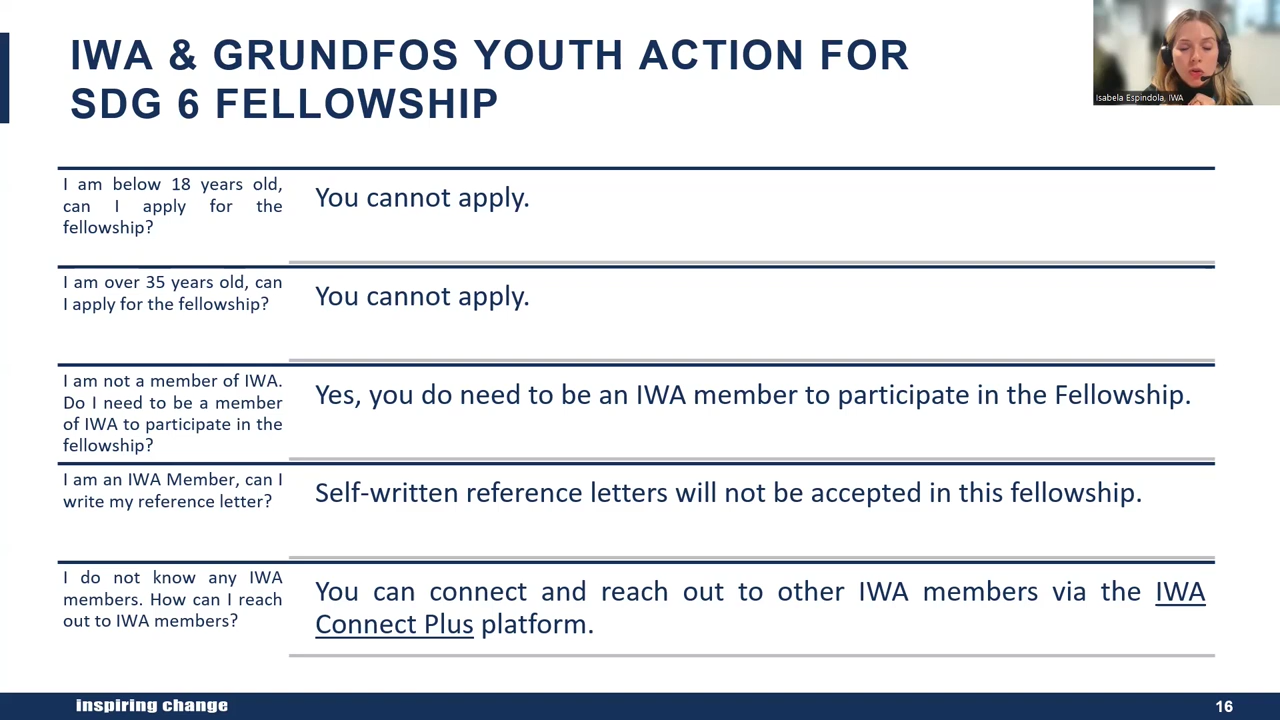 IWA & GRUNDFOS YOUTH ACTION FOR
SDG 6 FELLOWSHIP
Isabela Espindola, IWA
I am below 18 years old,
can I apply for the
fellowship?
You cannot apply.
I am over 35 years old, can
I apply for the fellowship?
You cannot apply.
I am not a member of IWA.
Do I need to be a member
of IWA to participate in the
fellowship?
Yes, you do need to be an IWA member to participate in the Fellowship.
I am an IWA Member, can I
write my reference letter?
Self-written reference letters will not be accepted in this fellowship.
I do not know any IWA
members. How can I reach
out to IWA members?
You can connect and reach out to other IWA members via the IWA
Connect Plus platform.
inspiring change
16